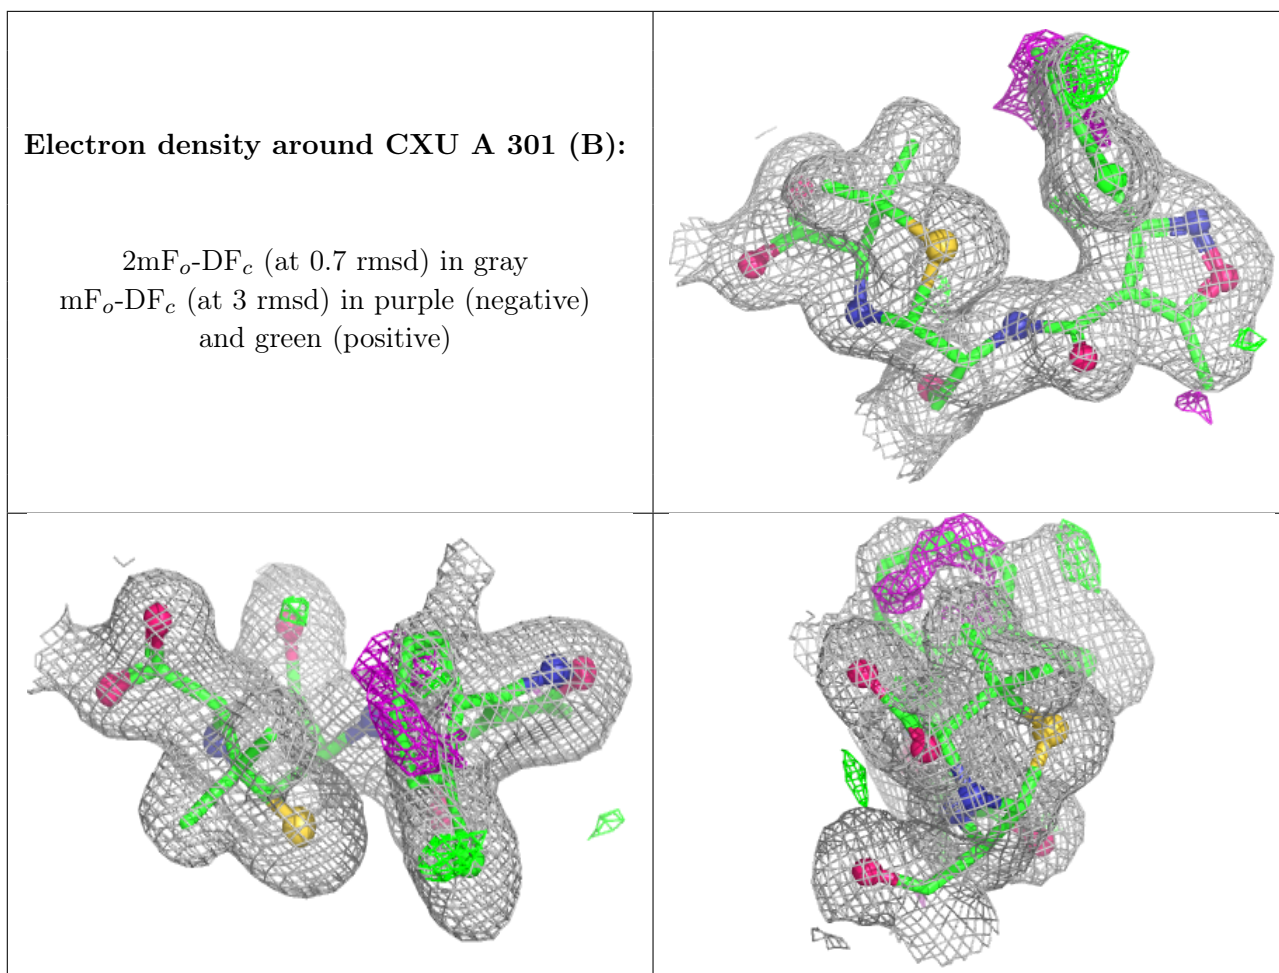 Electron density around CXU A 301 (B):
2mFo-DFc (at 0.7 rmsd) in gray
mFo-DFc (at 3 rmsd) in purple (negative)
and green (positive)